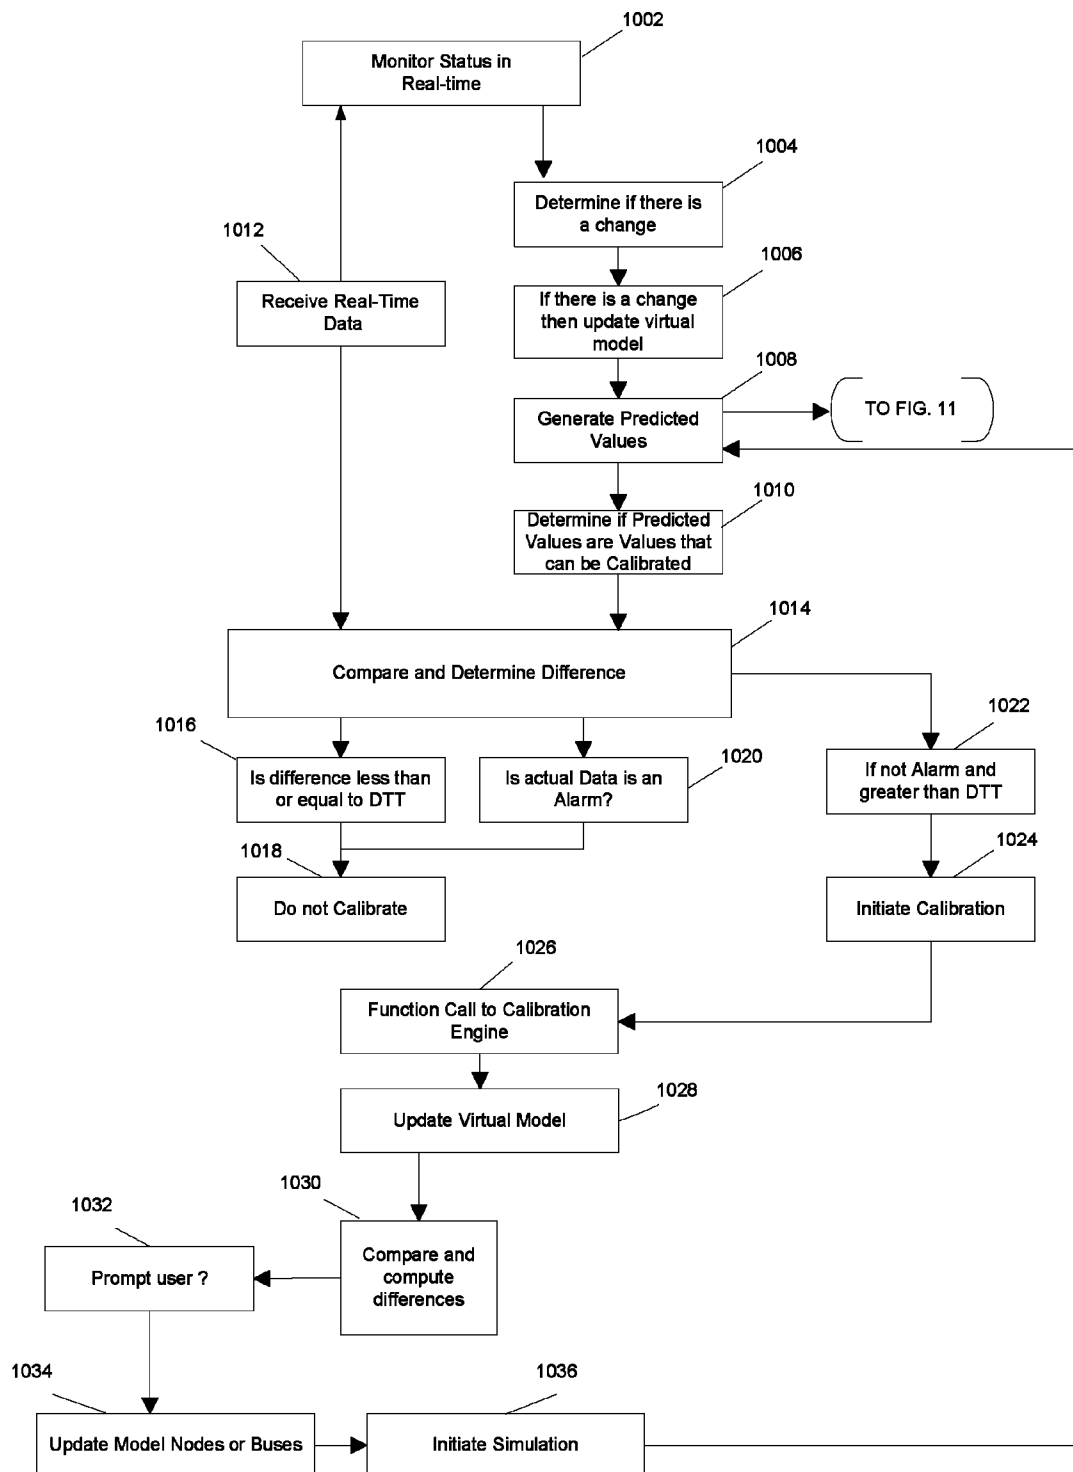 1002
Monitor Status in
Real-time
1004
Determine if there is
a change
1012
1006
Receive Real-Time
Data
If there is a change
then update virtual
model
1008
Generate Predicted
Values
TO FIG. 11
1010
Determine if Predicted
Values are Values that
can be Calibrated
1014
Compare and Determine Difference
1016
1020
1022
Is difference less than
or equal to DTT
Is actual Data is an
Alarm?
If not Alarm and
greater than DTT
1018
1024
Do not Calibrate
Initiate Calibration
1026
Function Call to Calibration
Engine
1028
Update Virtual Model
1030
1032
Compare and
compute
differences
Prompt user ?
1034
1036
Update Model Nodes or Buses
Initiate Simulation